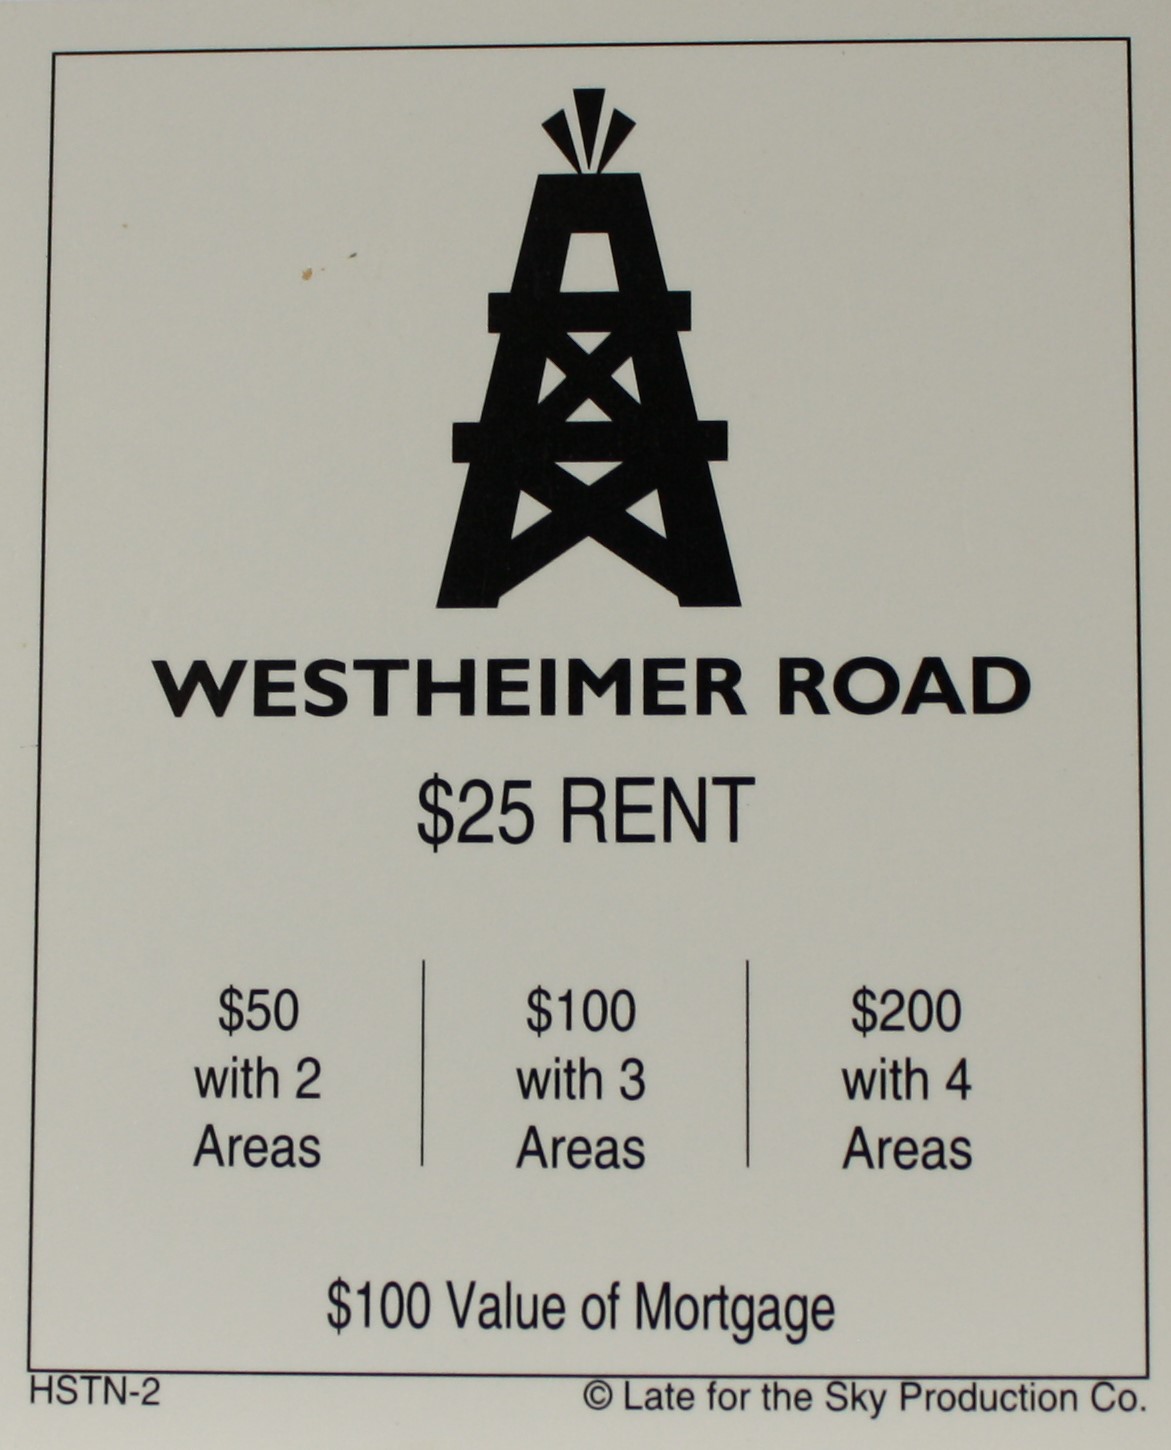 WESTHEIMER ROAD
$25 RENT
$50
with 2
Areas
$100
with 3
Areas
$200
with 4
Areas
$100 Value of Mortgage
HSTN-2
© Late for the Sky Production Co.